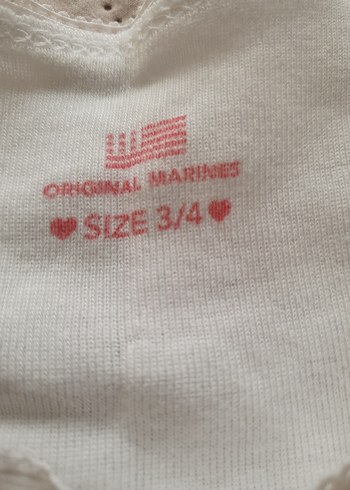 ORIGINAL MARINES
♥ SIZE 3/4 ♥